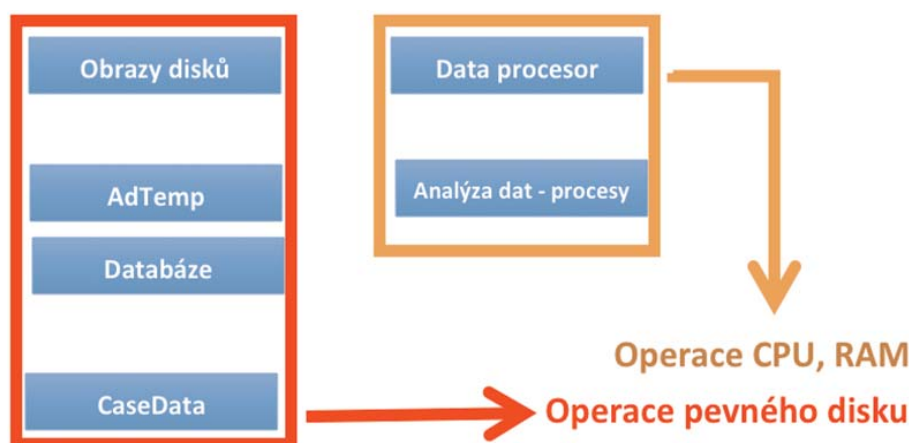 Obrazy disků
AdTemp
Databáze
CaseData
Data procesor
Analýza dat - procesy
Operace CPU, RAM
Operace pevného disku